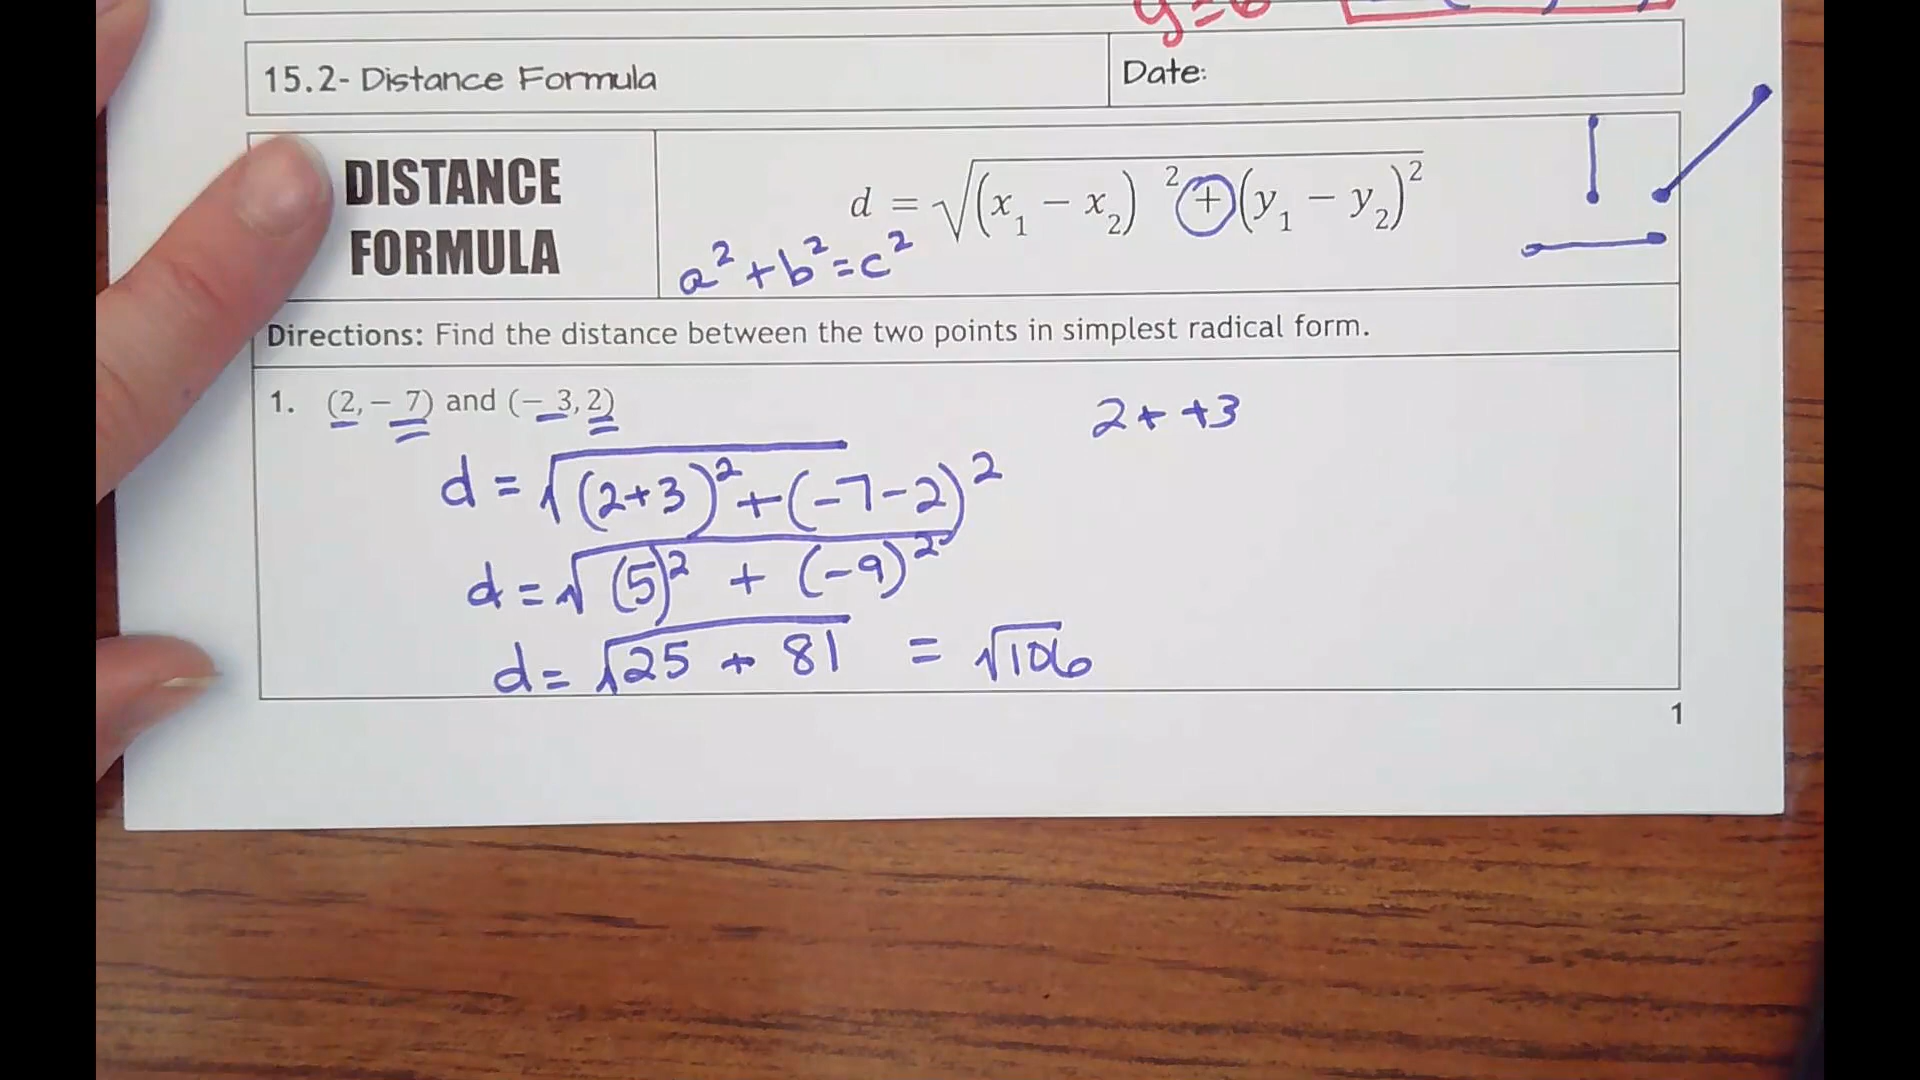 y=6
15.2- Distance Formula
Date:
DISTANCE
FORMULA
d = √(x₁ − x₂)² + (y₁ − y₂)²
a²+b²=c²
Directions: Find the distance between the two points in simplest radical form.
1. (2,− 7) and (− 3, 2)
2+ +3
d = √(2+3)²+(-7-2)²
d = √(5)² + (-9)²
d = √25 + 81 = √106
1